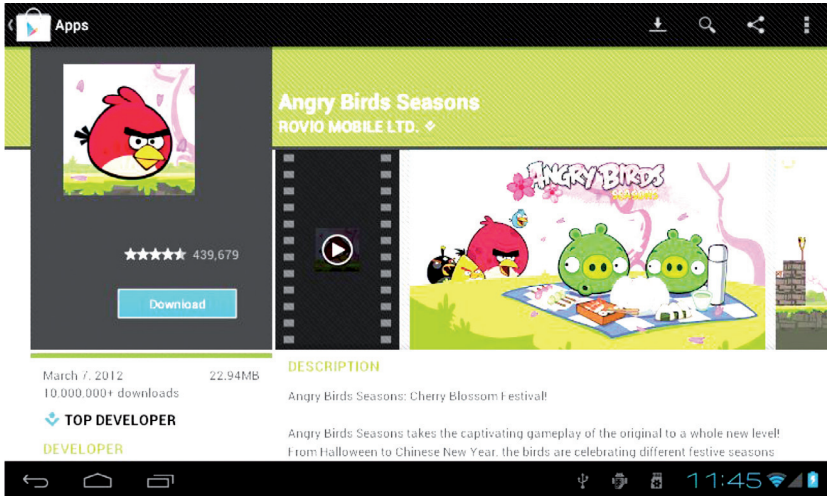 Apps
Angry Birds Seasons
ROVIO MOBILE LTD.
ANGRY BIRDS
SEASONS
439,679
Download
March 7, 2012
22.94MB
10,000,000+ downloads
TOP DEVELOPER
DEVELOPER
DESCRIPTION
Angry Birds Seasons: Cherry Blossom Festival!
Angry Birds Seasons takes the captivating gameplay of the original to a whole new level!
From Halloween to Chinese New Year, the birds are celebrating different festive seasons
11:45